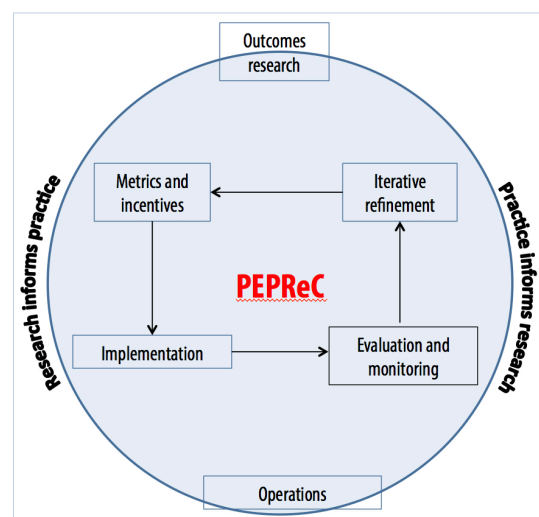 Outcomes
research
Metrics and
incentives
Iterative
refinement
Research informs practice
Practice informs research
PEPReC
Implementation
Evaluation and
monitoring
Operations